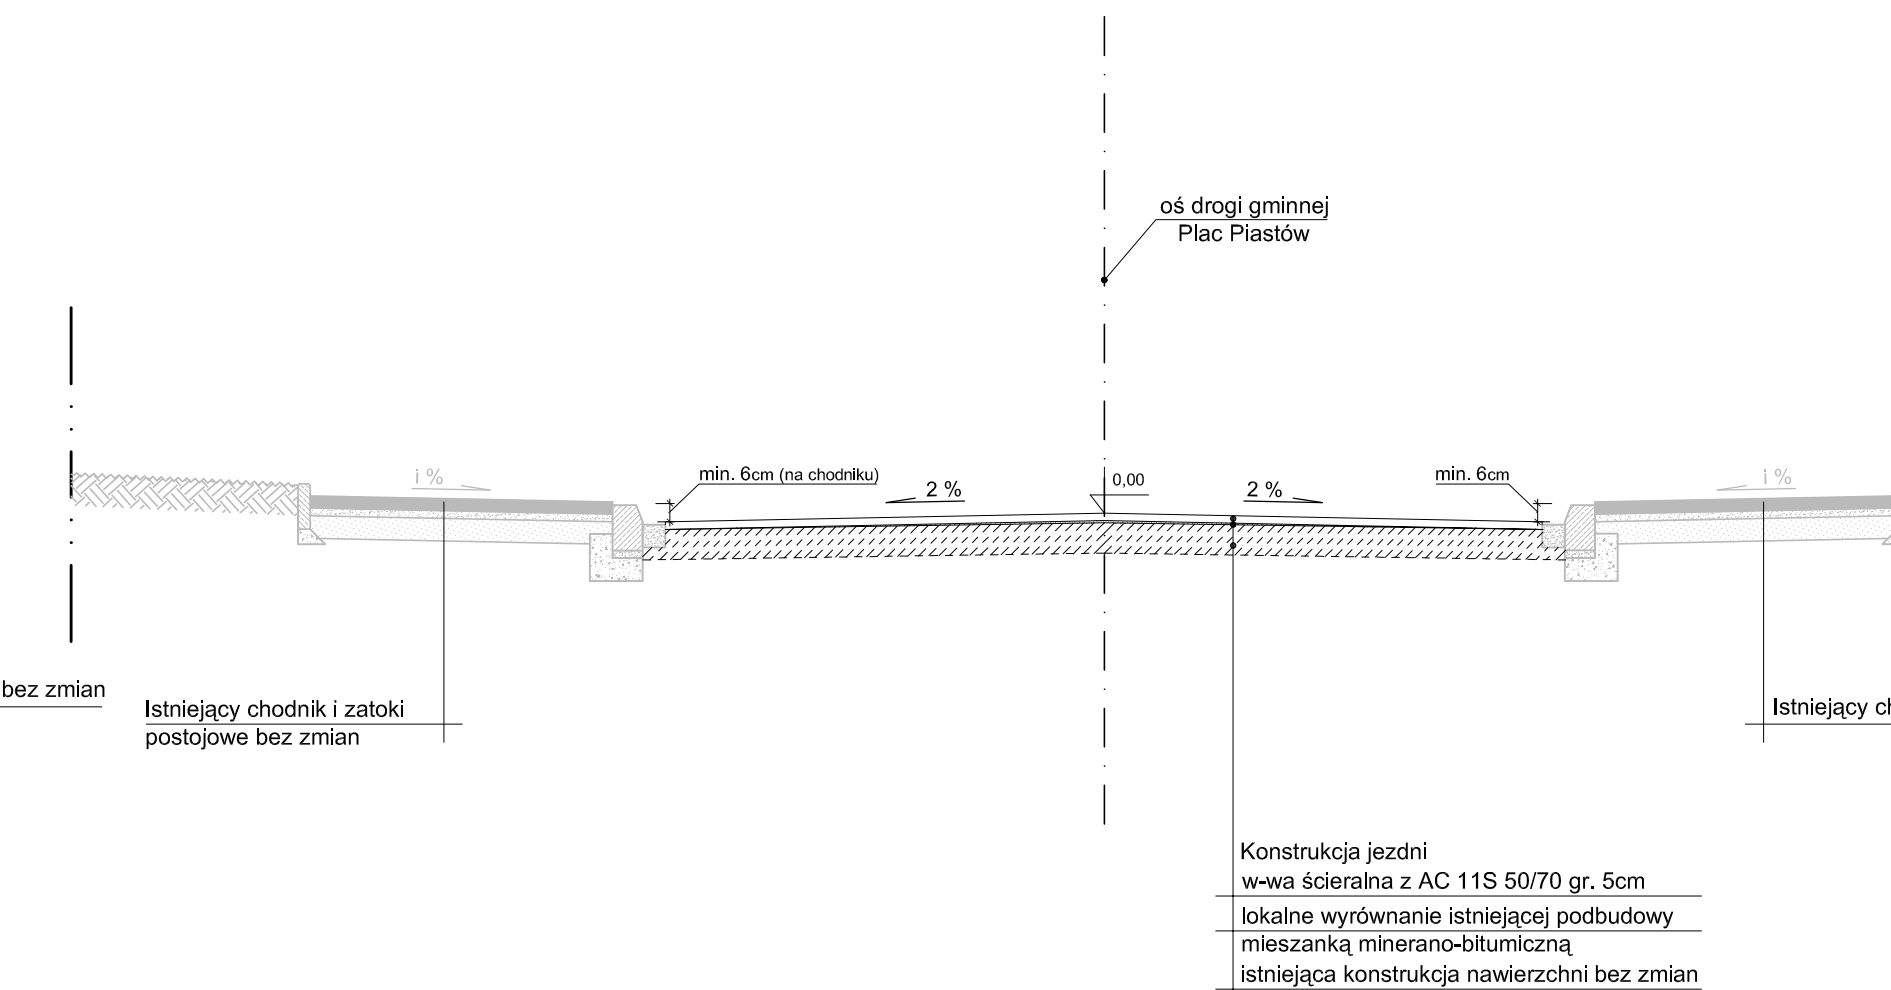 oś drogi gminnej
Plac Piastów
i %
min. 6cm (na chodniku)
2 %
0,00
2 %
min. 6cm
i %
bez zmian
Istniejący chodnik i zatoki
postojowe bez zmian
Istniejący
Konstrukcja jezdni
w-wa ścieralna z AC 11S 50/70 gr. 5cm
lokalne wyrównanie istniejącej podbudowy
mieszanką minerano-bitumiczną
istniejąca konstrukcja nawierzchni bez zmian